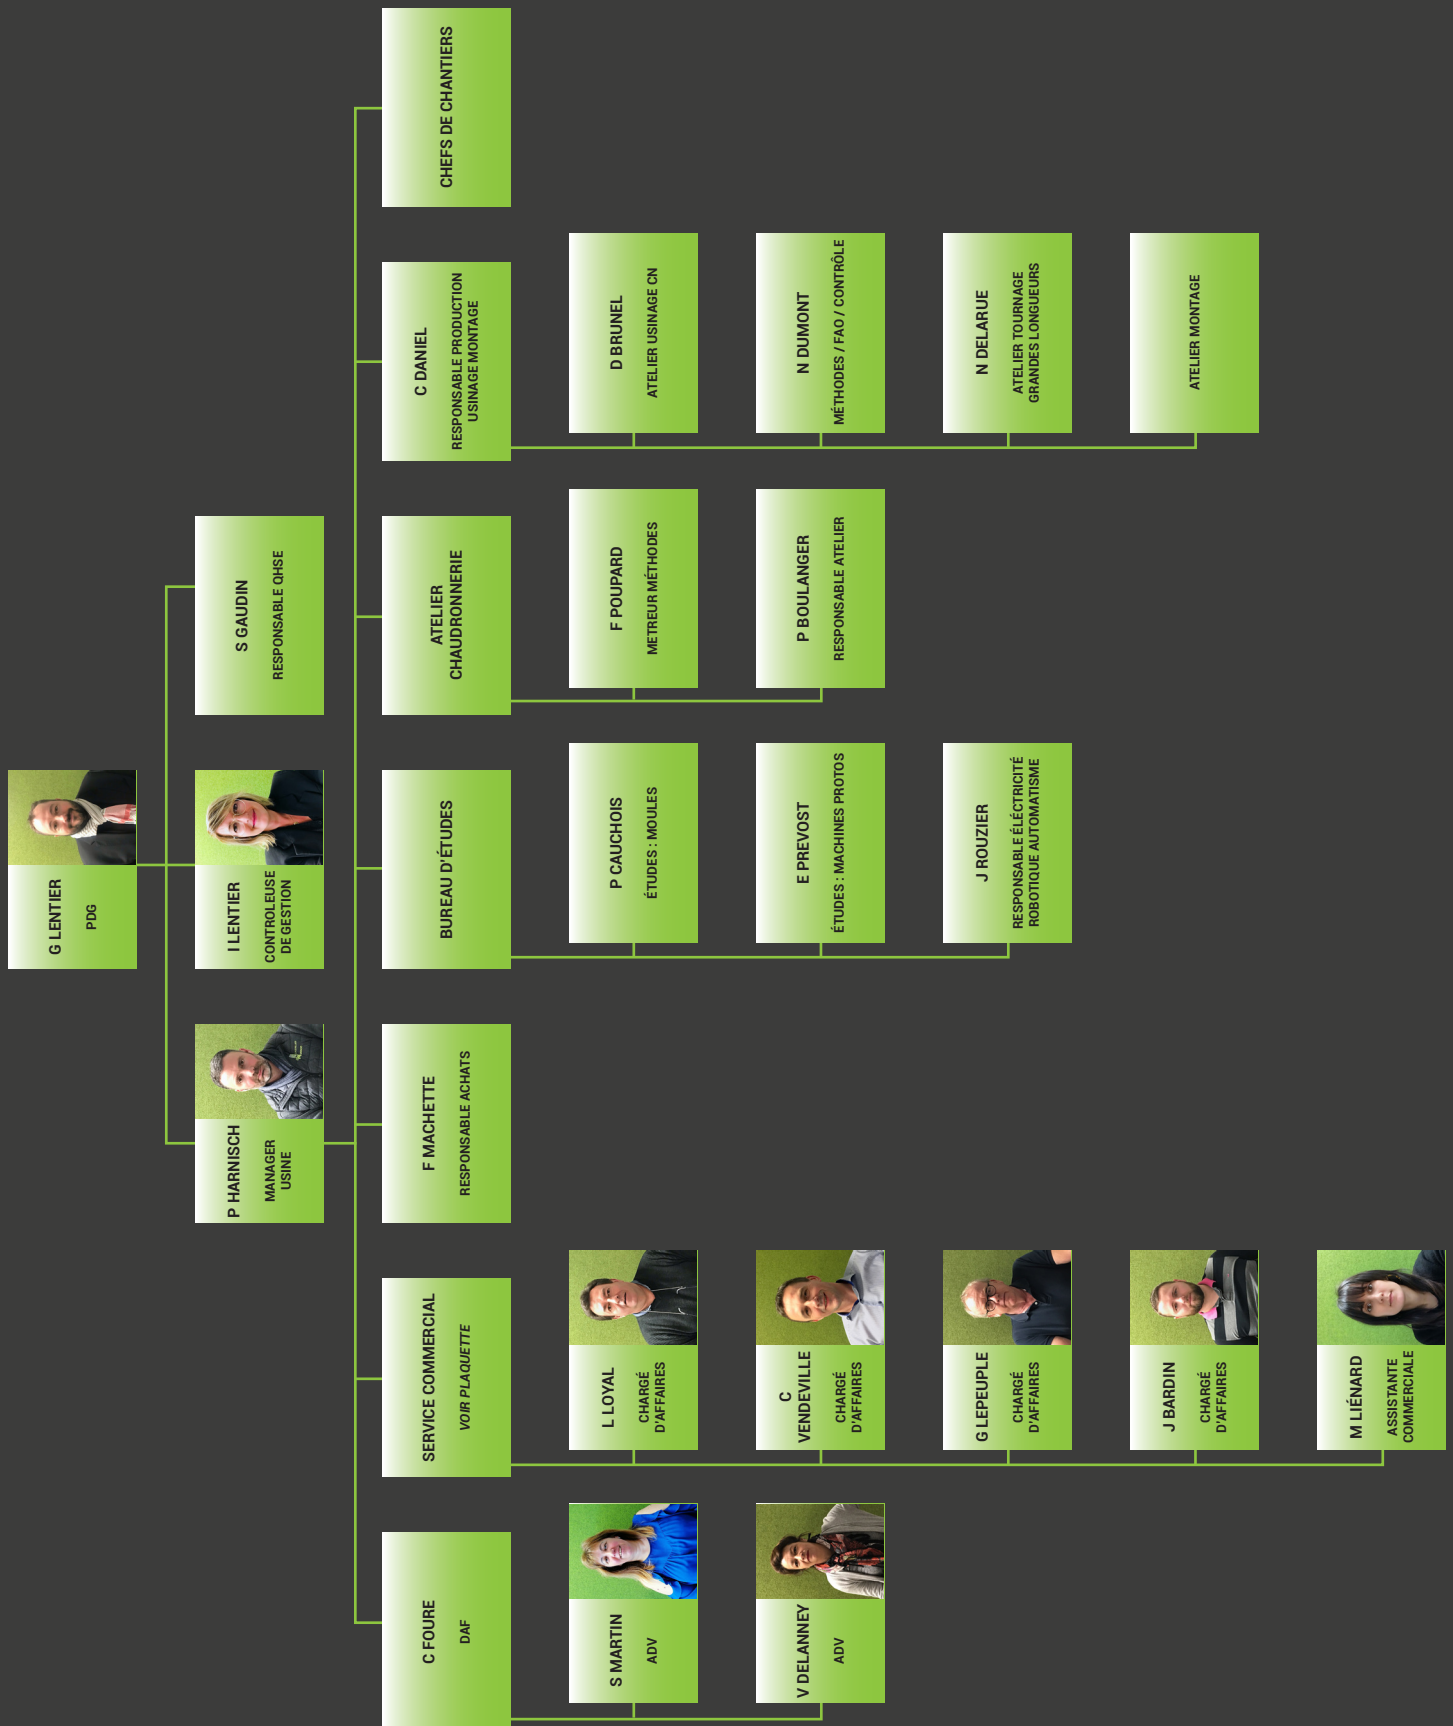 G LENTIER
PDG
P HARNISCH
MANAGER
USINE
I LENTIER
CONTROLEUSE
DE GESTION
S GAUDIN
RESPONSABLE QHSE
C FOURE
DAF
SERVICE COMMERCIAL
VOIR PLAQUETTE
F MACHETTE
RESPONSABLE ACHATS
BUREAU D'ÉTUDES
ATELIER
CHAUDRONNERIE
C DANIEL
RESPONSABLE PRODUCTION
USINAGE MONTAGE
CHEFS DE CHANTIERS
S MARTIN
ADV
L LOYAL
CHARGÉ
D'AFFAIRES
P CAUCHOIS
ÉTUDES : MOULES
F POUPARD
METREUR MÉTHODES
D BRUNEL
ATELIER USINAGE CN
V DELANNEY
ADV
C
VENDEVILLE
CHARGÉ
D'AFFAIRES
E PREVOST
ÉTUDES : MACHINES PROTOS
P BOULANGER
RESPONSABLE ATELIER
N DUMONT
MÉTHODES / FAO / CONTRÔLE
G LEPEUPLE
CHARGÉ
D'AFFAIRES
J ROUZIER
RESPONSABLE ÉLÉCTRICITÉ
ROBOTIQUE AUTOMATISME
N DELARUE
ATELIER TOURNAGE
GRANDES LONGUEURS
J BARDIN
CHARGÉ
D'AFFAIRES
ATELIER MONTAGE
M LIÉNARD
ASSISTANTE
COMMERCIALE